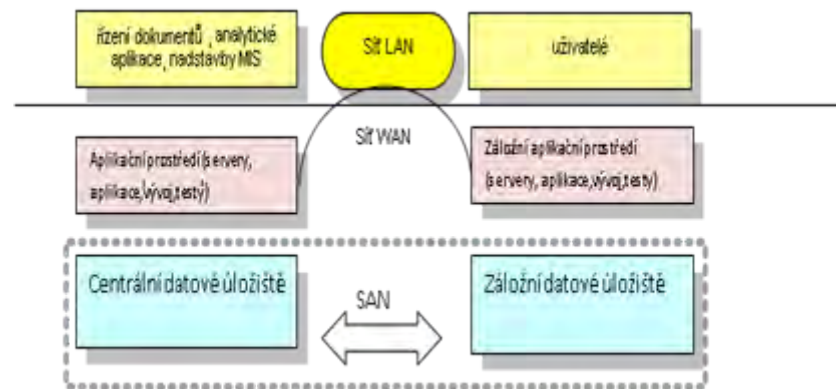 řízení dokumentů, analytické
aplikace, nadstavby MIS
Síť LAN
uživatelé
Síť WAN
Aplikační prostředí (servery,
aplikace, vývoj, testy)
Záložní aplikační prostředí
(servery, aplikace, vývoj, testy)
Centrální datové úložiště
SAN
Záložní datové úložiště